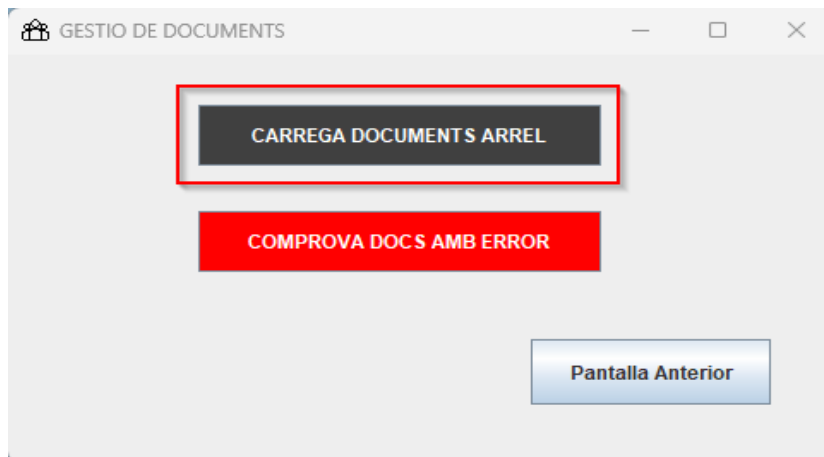 GESTIO DE DOCUMENTS
CARREGA DOCUMENTS ARREL
COMPROVA DOCS AMB ERROR
Pantalla Anterior